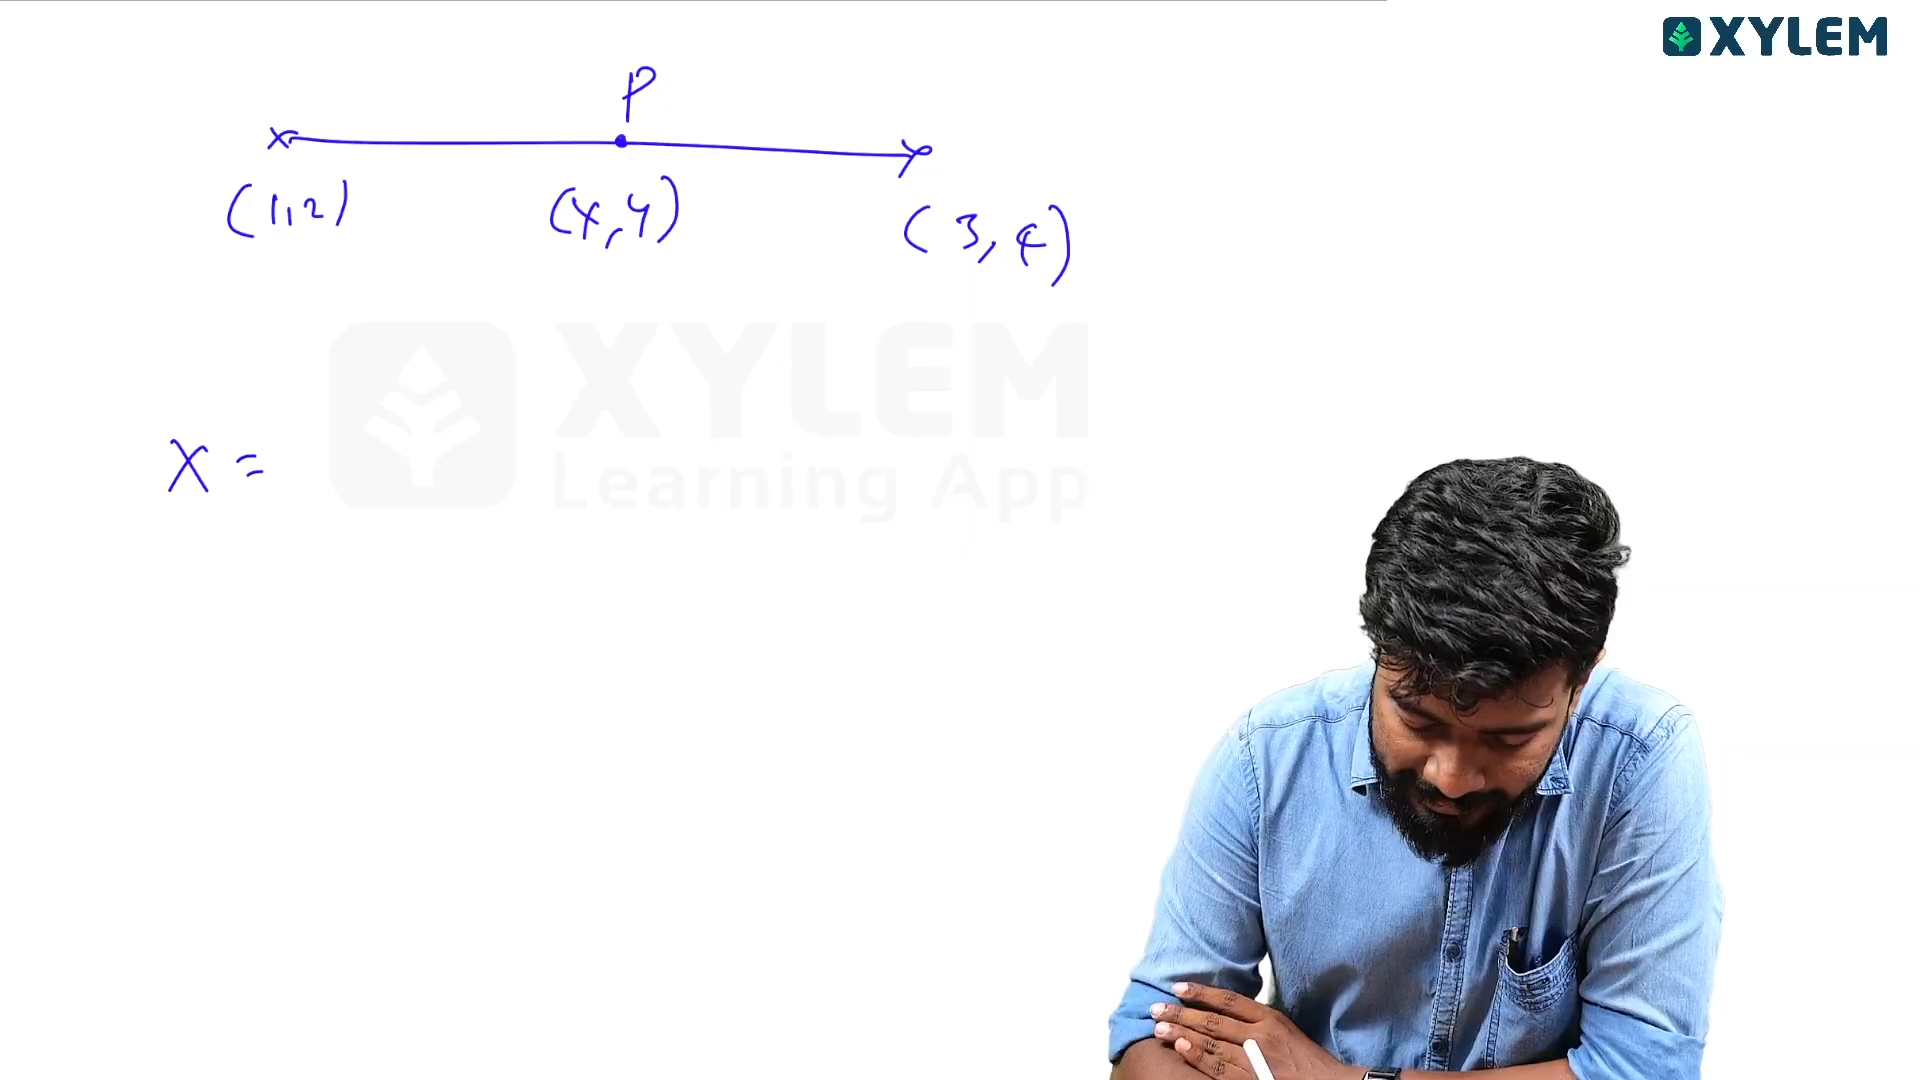 XYLEM
P
(1,2) (x,y) (3,4)
XYLEM
Learning App
X =